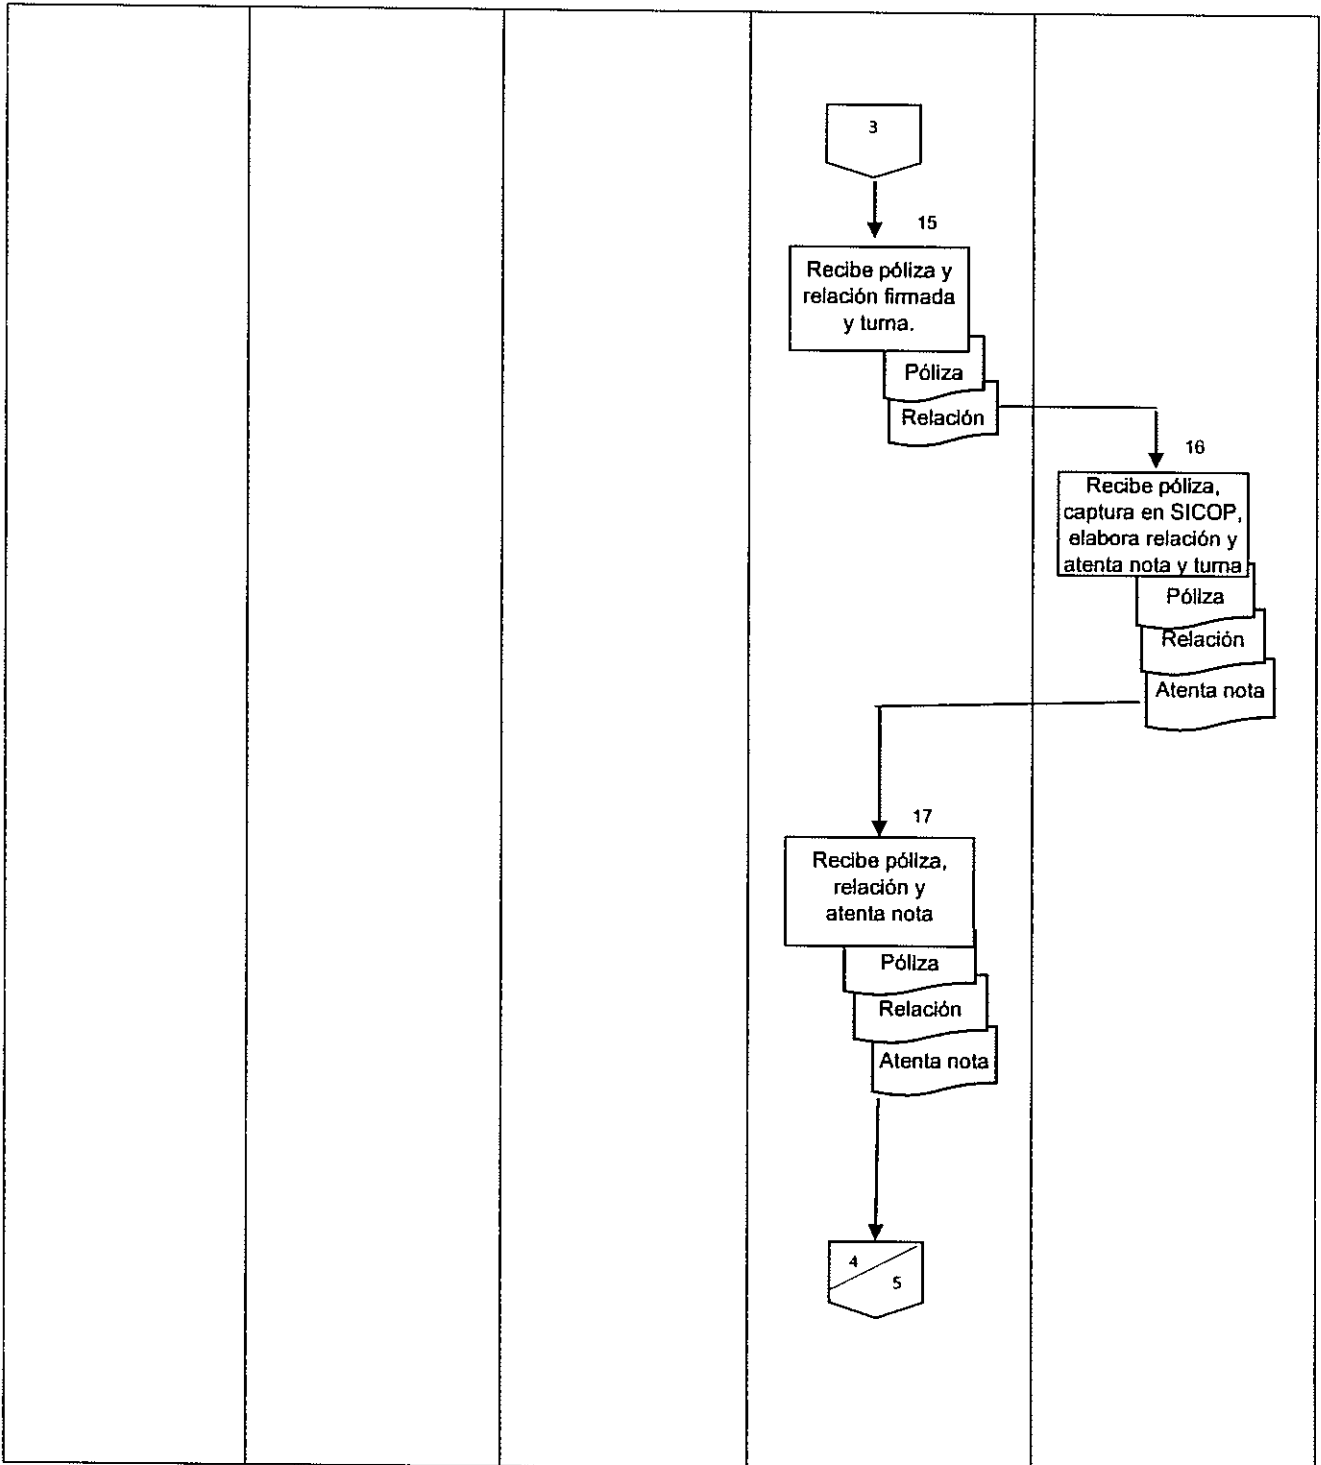 3
15
Recibe póliza y
relación firmada
y turna.
Póliza
Relación
16
Recibe póliza,
captura en SICOP,
elabora relación y
atenta nota y turna
Póliza
Relación
Atenta nota
17
Recibe póliza,
relación y
atenta nota
Póliza
Relación
Atenta nota
4
5